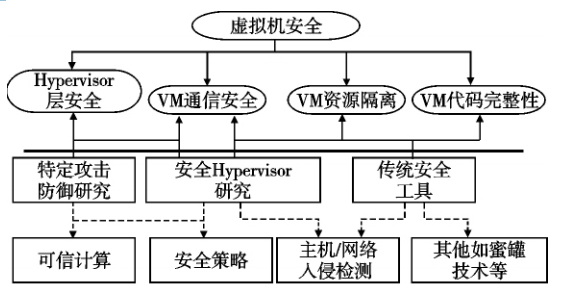 虚拟机安全
Hypervisor
层安全
VM通信安全
VM资源隔离
VM代码完整性
特定攻击
防御研究
安全Hypervisor
研究
传统安全
工具
可信计算
安全策略
主机/网络
入侵检测
其他如蜜罐
技术等